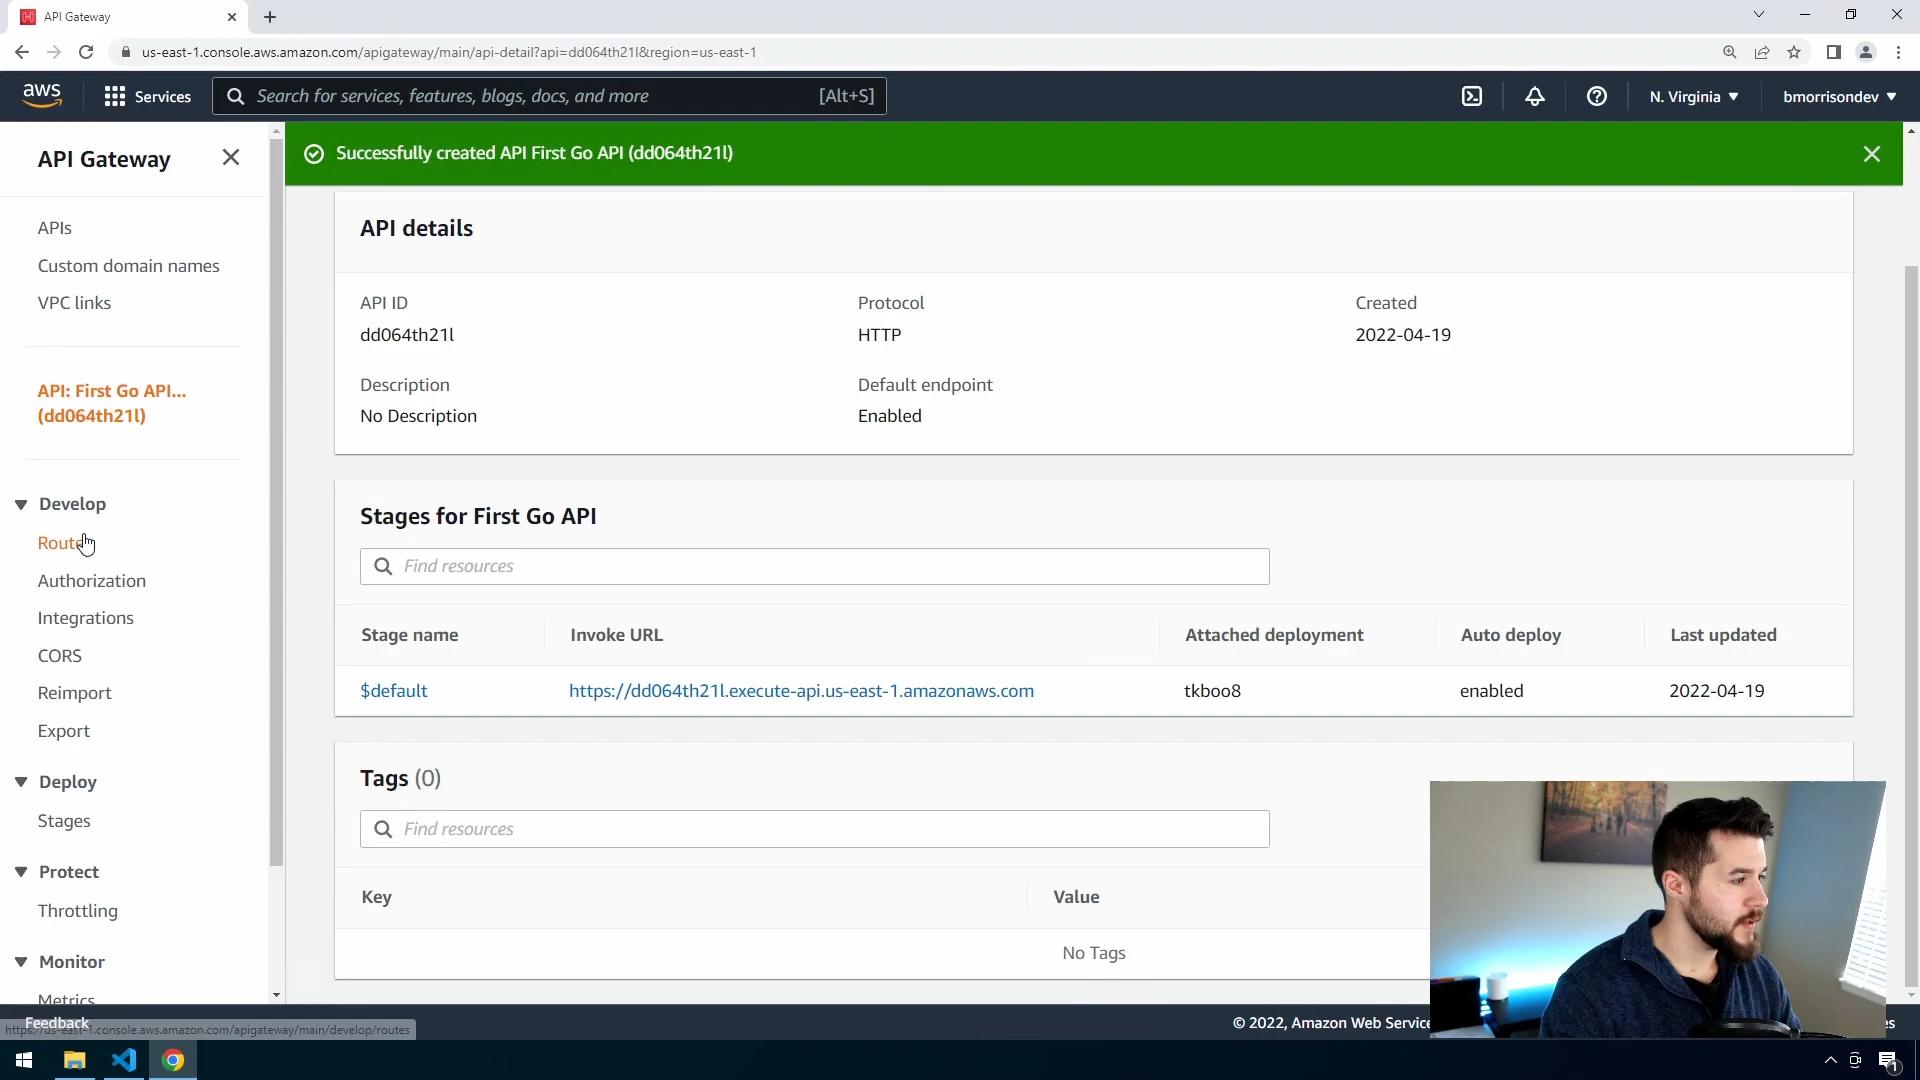 API Gateway
us-east-1.console.aws.amazon.com/apigateway/main/api-detail?api=dd064th21l&region=us-east-1
aws
Services
Search for services, features, blogs, docs, and more
[Alt+S]
N. Virginia
bmorrisondev
API Gateway
APIs
Custom domain names
VPC links
API: First Go API...
(dd064th21l)
Develop
Authorization
Integrations
CORS
Reimport
Export
Deploy
Stages
Protect
Throttling
Monitor
Metrics
Successfully created API First Go API (dd064th21l)
API details
API ID
dd064th21l
Protocol
HTTP
Created
2022-04-19
Description
No Description
Default endpoint
Enabled
Stages for First Go API
Find resources
Stage name Invoke URL Attached deployment Auto deploy Last updated
$default https://dd064th21l.execute-api.us-east-1.amazonaws.com tkboo8 enabled 2022-04-19
Tags (0)
Find resources
Key Value
No Tags
Feedback
https://us-east-1.console.aws.amazon.com/apigateway/main/develop/routes
© 2022, Amazon Web Service
1